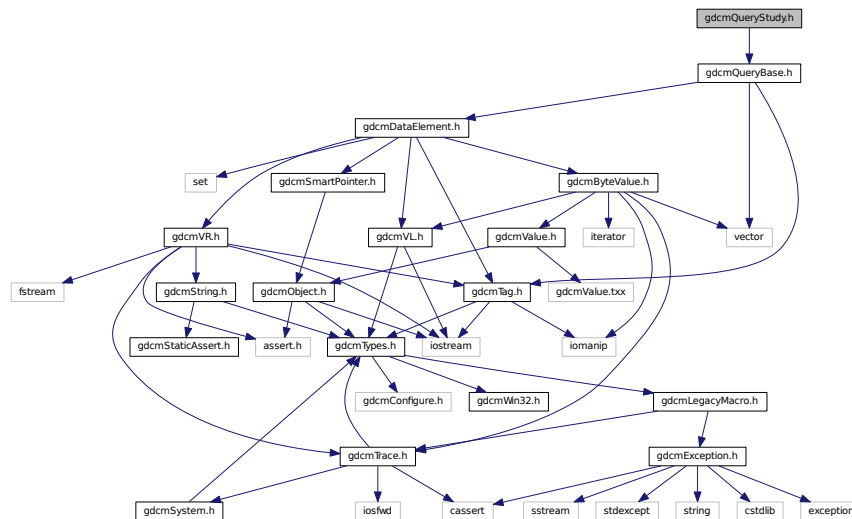 gdcmQueryStudy.h
gdcmQueryBase.h
gdcmDataElement.h
set
gdcmSmartPointer.h
gdcmByteValue.h
gdcmVR.h
gdcmVL.h
gdcmValue.h
iterator
vector
fstream
gdcmString.h
gdcmObject.h
gdcmTag.h
gdcmValue.txx
gdcmStaticAssert.h
assert.h
gdcmTypes.h
iostream
iomanip
gdcmConfigure.h
gdcmWin32.h
gdcmLegacyMacro.h
gdcmTrace.h
gdcmException.h
gdcmSystem.h
iosfwd
cassert
sstream
stdexcept
string
cstdlib
exception